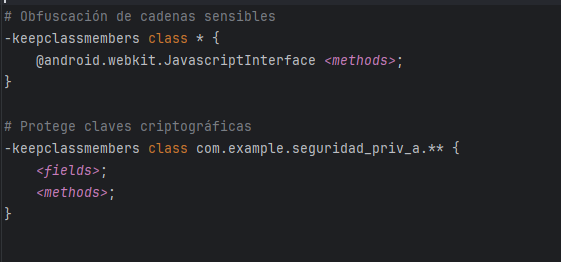 # Obfuscación de cadenas sensibles
-keepclassmembers class * {
    @android.webkit.JavascriptInterface <methods>;
}

# Protege claves criptográficas
-keepclassmembers class com.example.seguridad_priv_a.** {
    <fields>;
    <methods>;
}